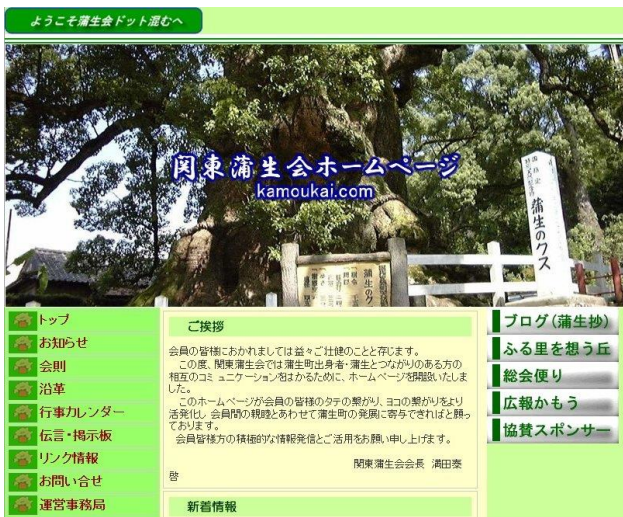 ようこそ蒲生会ドット混むへ
関東蒲生会ホームページ
kamoukai.com
蒲生のクス
トップ
お知らせ
会則
沿革
行事カレンダー
伝言・掲示板
リンク情報
お問い合せ
運営事務局
ご挨拶
会員の皆様におかれましては益々ご壮健のことと存じます。
この度、関東蒲生会では蒲生町出身者・蒲生とつながりのある方の
相互のコミュニケーションをはかるために、ホームページを開設いたしま
した。
このホームページが会員の皆様のタテの繋がり、ヨコの繋がりをより
活発化し 会員間の親睦とあわせて蒲生町の発展に寄与できればと願っ
ております。
会員皆様方の積極的な情報発信とご活用をお願い申し上げます。
関東蒲生会会長 満田泰
啓
新着情報
ブログ(蒲生抄)
ふる里を想う丘
総会便り
広報かもう
協賛スポンサー